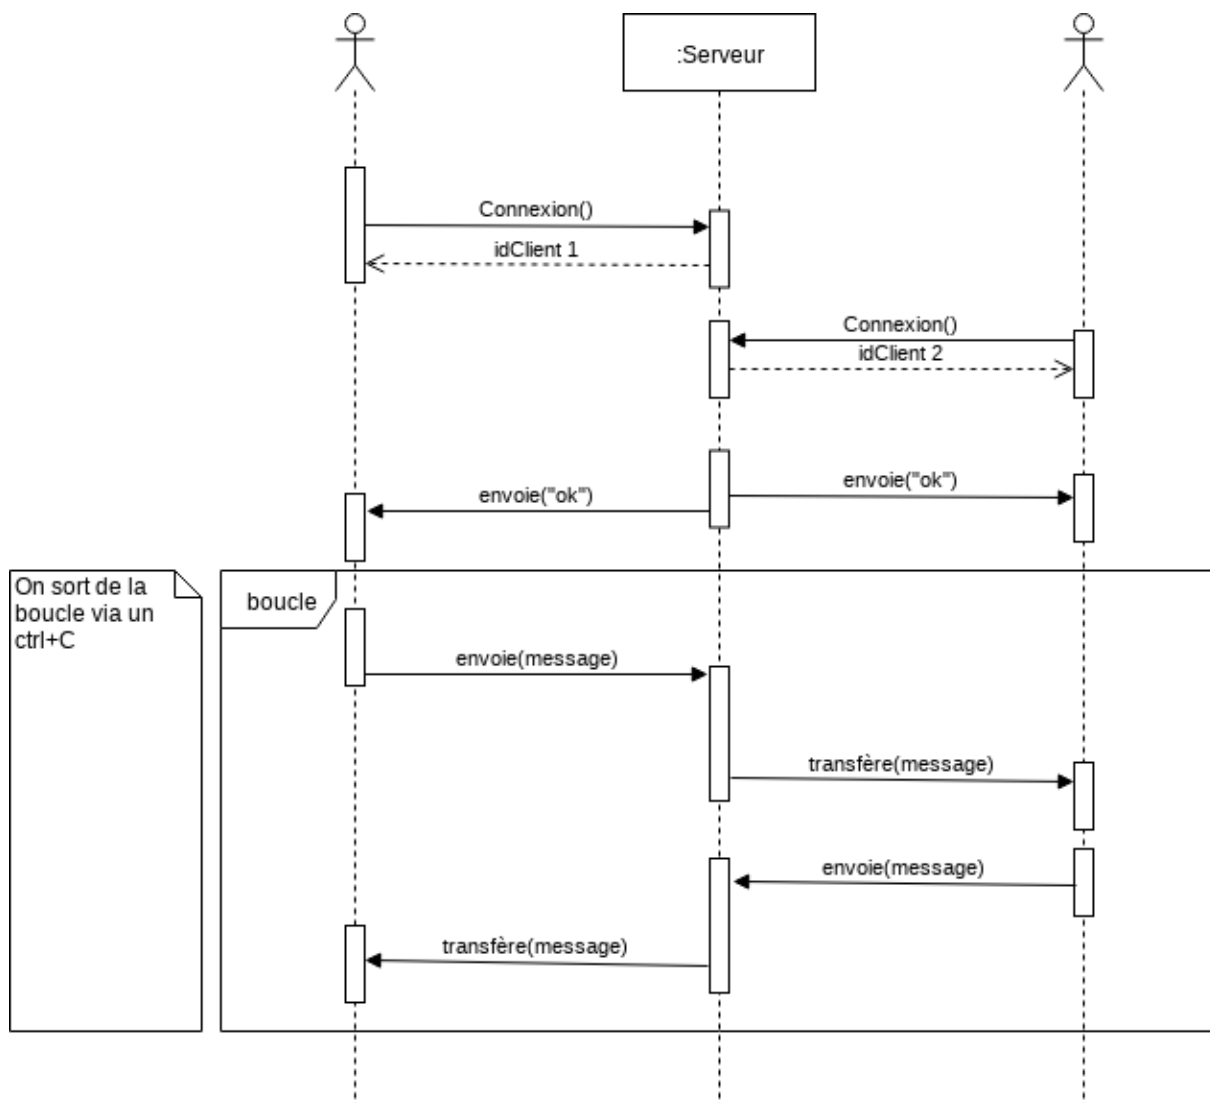 :Serveur
Connexion()
idClient 1
Connexion()
idClient 2
envoie("ok")
envoie("ok")
On sort de la
boucle via un
ctrl+C
boucle
envoie(message)
transfère(message)
envoie(message)
transfère(message)